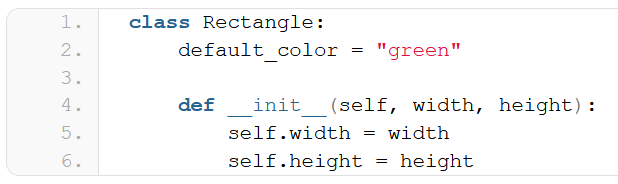 1. class Rectangle:
2.     default_color = "green"
3.
4.     def __init__(self, width, height):
5.         self.width = width
6.         self.height = height